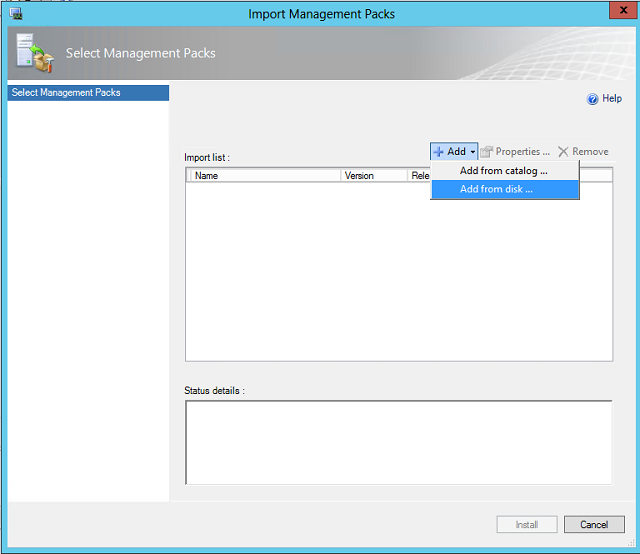 Import Management Packs
x
Select Management Packs
Select Management Packs
Help
Add Properties ... Remove
Import list :
Add from catalog ...
Name Version Rele
Add from disk ...
Status details :
Install Cancel